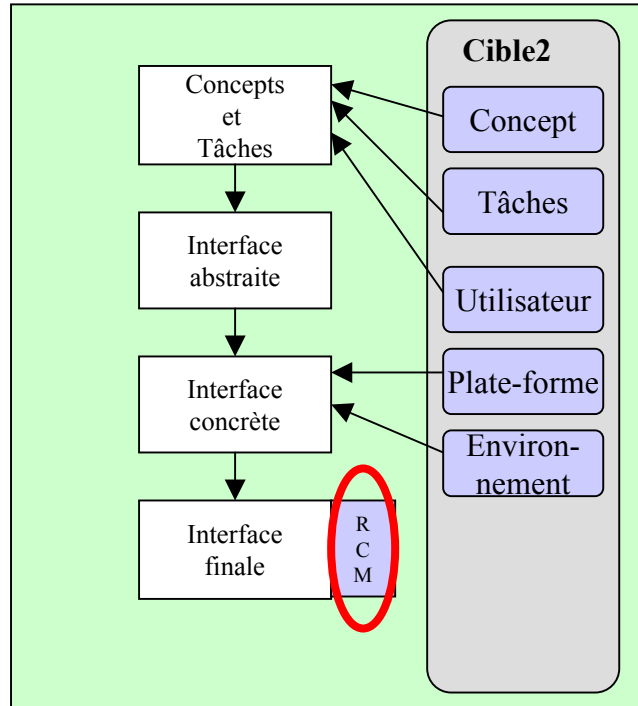 Concepts
et
Tâches
Interface
abstraite
Interface
concrète
Interface
finale
R
C
M
Cible2
Concept
Tâches
Utilisateur
Plate-forme
Environ-
nement